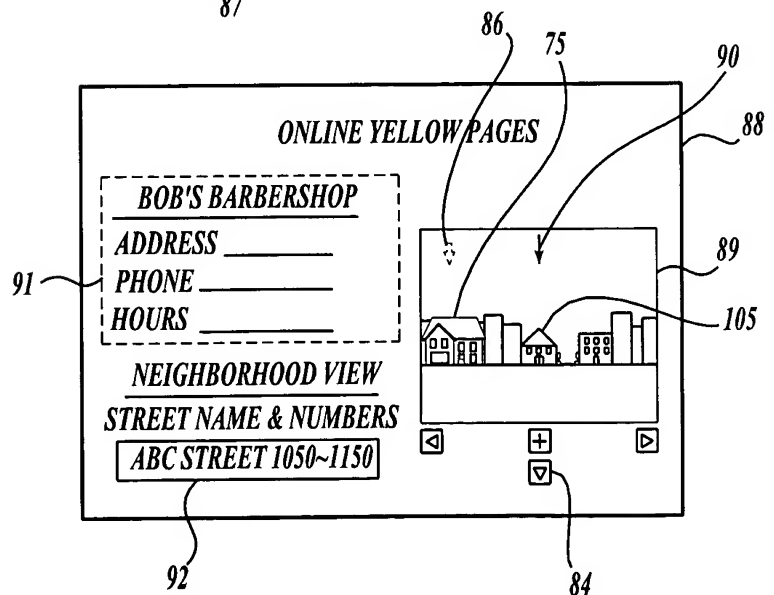 87
86
75
90
88
ONLINE YELLOW PAGES
BOB'S BARBERSHOP
ADDRESS
PHONE
HOURS
91
89
105
NEIGHBORHOOD VIEW
STREET NAME & NUMBERS
ABC STREET 1050~1150
+
92
84